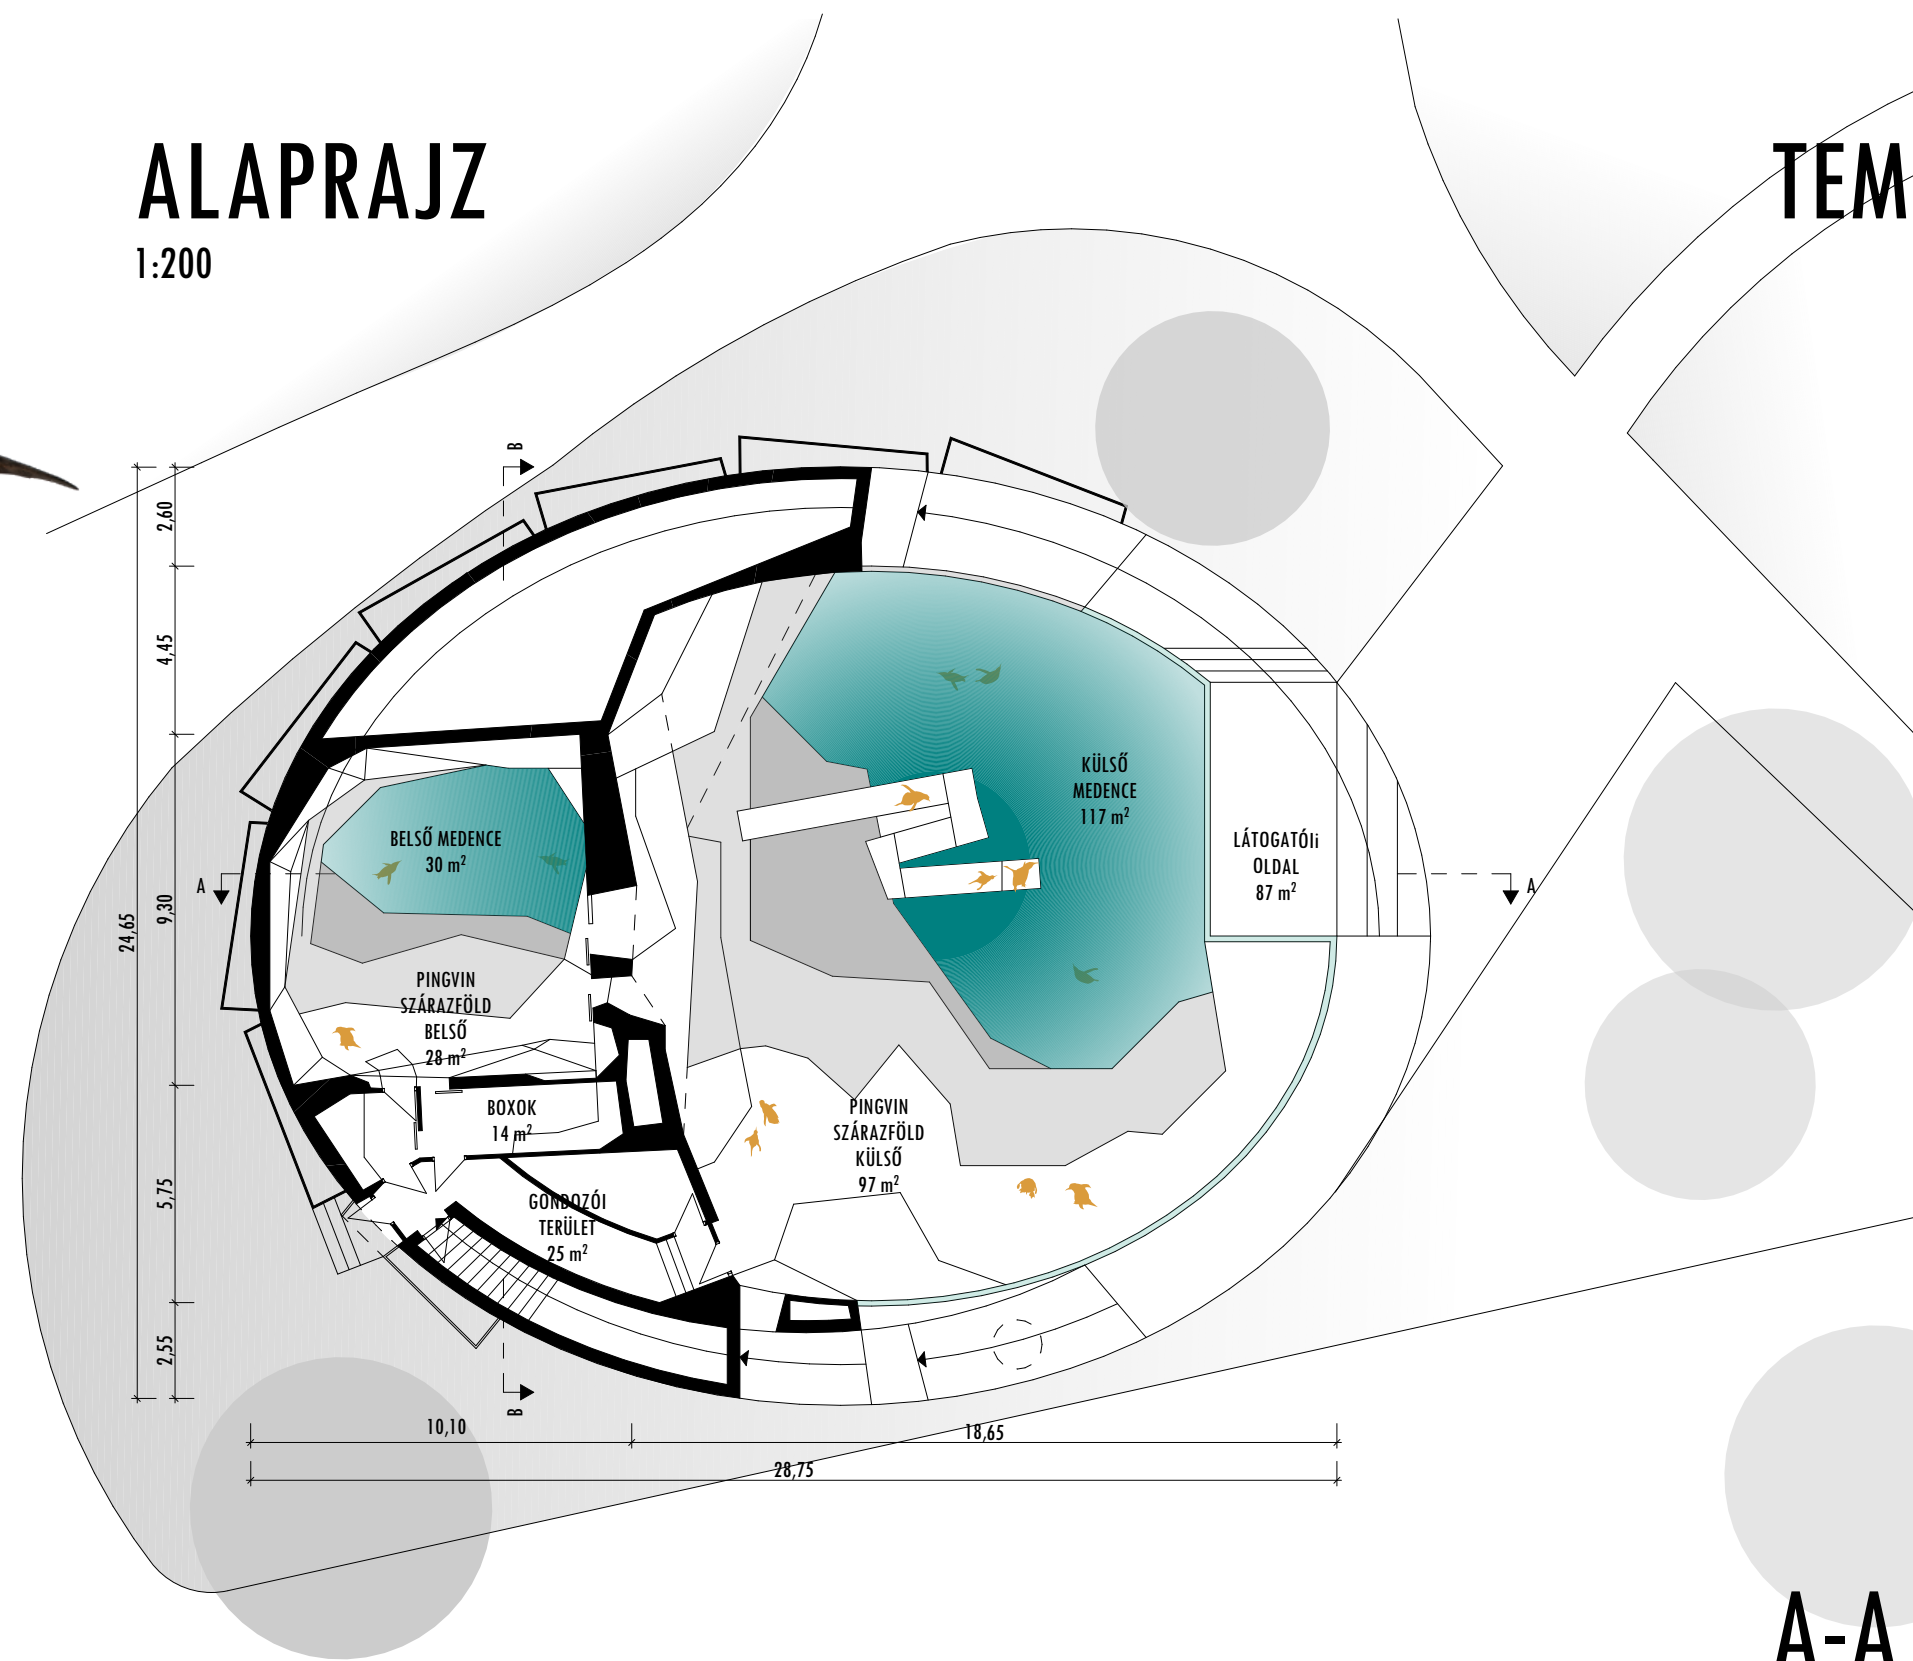 ALAPRAJZ
1:200
TEM
B
2,60
4,45
9,30
24,65
5,75
2,55
A
BELSŐ MEDENCE
30 m²
KÜLSŐ
MEDENCE
117 m²
LÁTOGATÓIi
OLDAL
87 m²
A
PINGVIN
SZÁRAZFÖLD
BELSŐ
28 m²
BOXOK
14 m²
PINGVIN
SZÁRAZFÖLD
KÜLSŐ
97 m²
GONDOZÓI
TERÜLET
25 m²
B
10,10
18,65
28,75
A-A